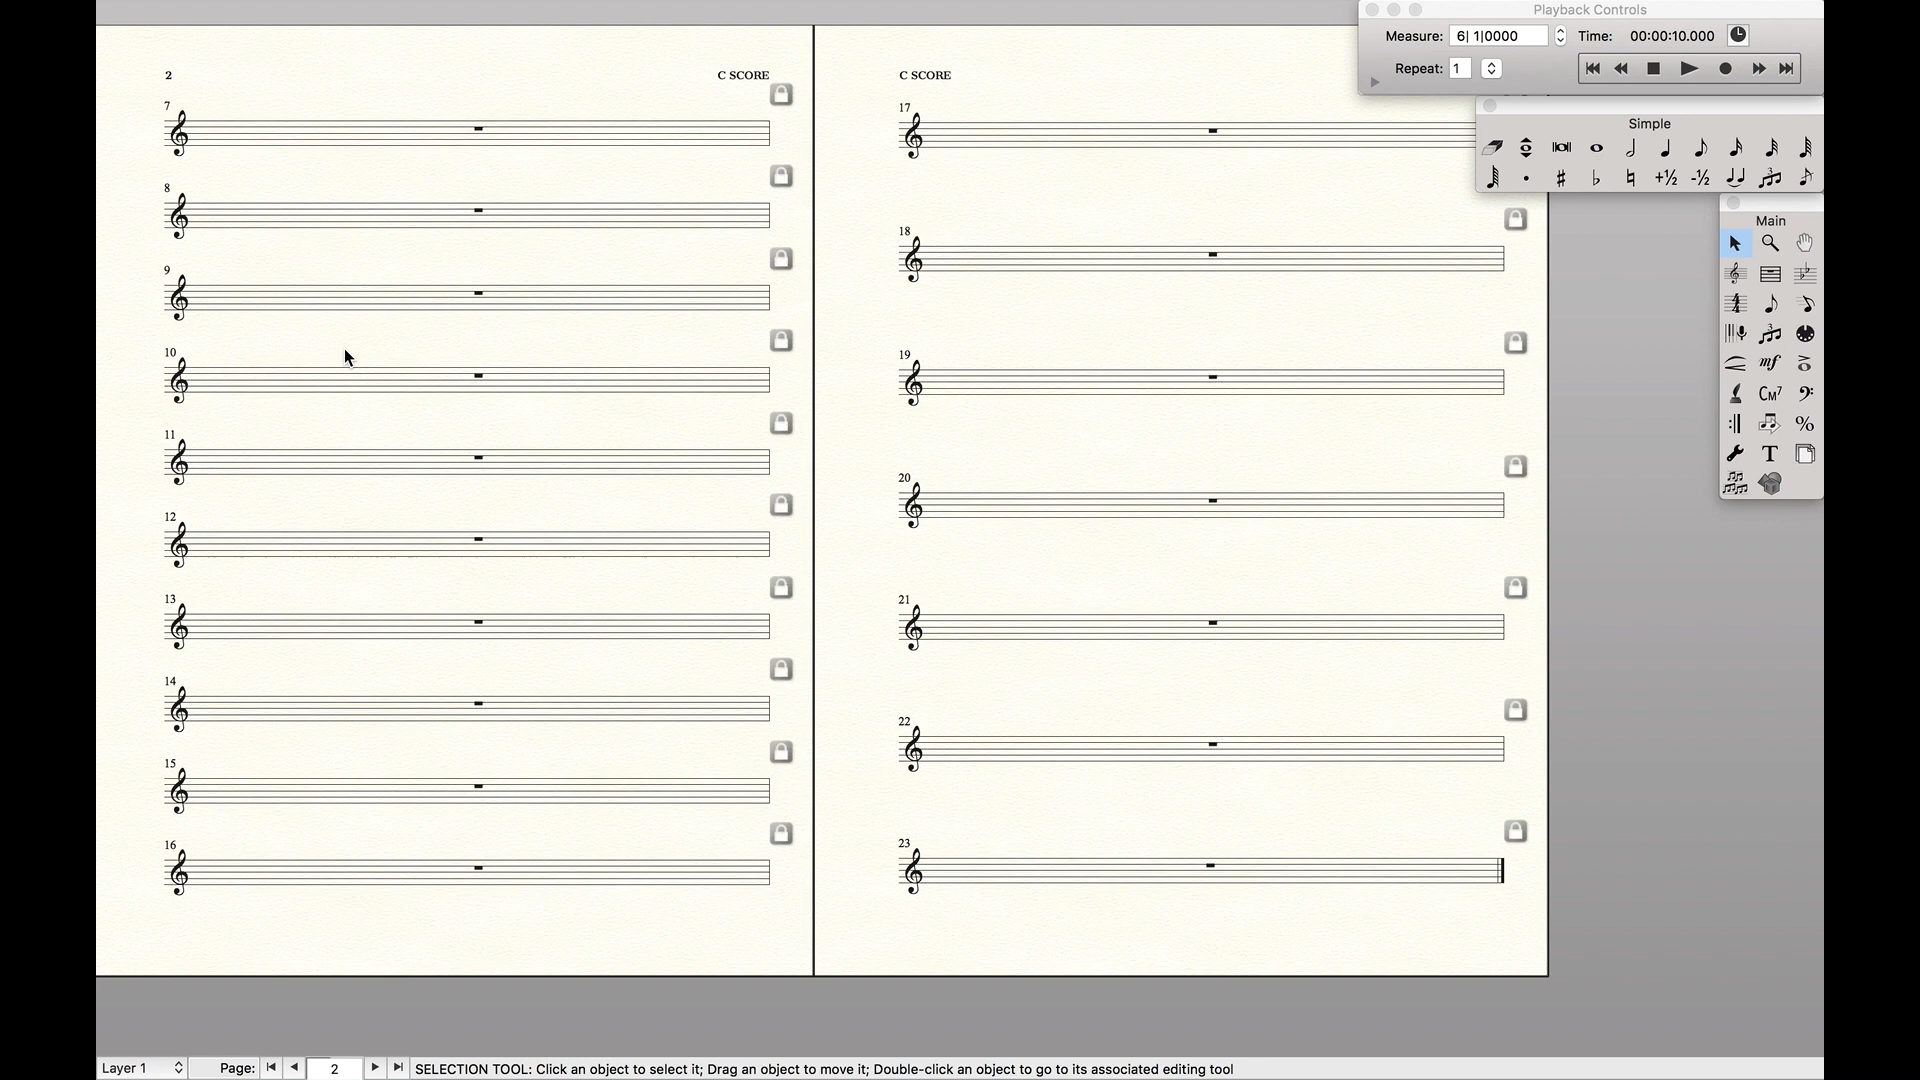 Playback Controls
Measure: 6| 1|0000 Time: 00:00:10.000
Repeat: 1
Simple
+½ -½
Main
mf
CM7
%
T
2 C SCORE
7
8
9
10
11
12
13
14
15
16
C SCORE
17
18
19
20
21
22
23
Layer 1 Page: 2 SELECTION TOOL: Click an object to select it; Drag an object to move it; Double-click an object to go to its associated editing tool